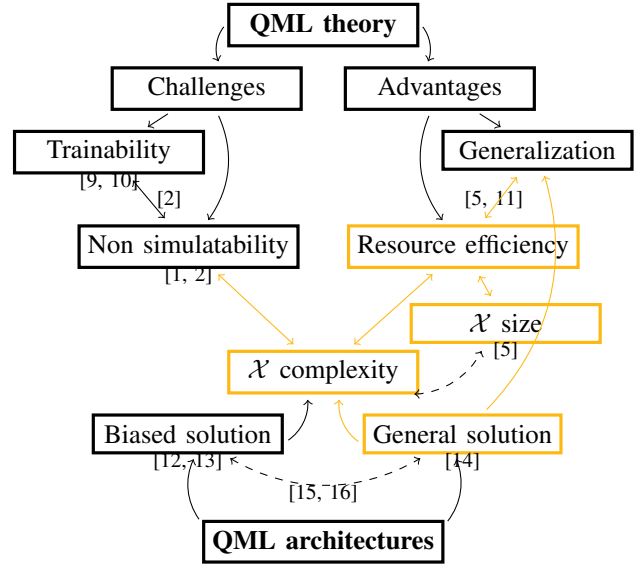 QML theory
Challenges
Advantages
Trainability
Generalization
[9, 10]
[2]
[5, 11]
Non simulatability
Resource efficiency
[1, 2]
𝒳 size
[5]
𝒳 complexity
Biased solution
General solution
[12, 13]
[14]
[15, 16]
QML architectures